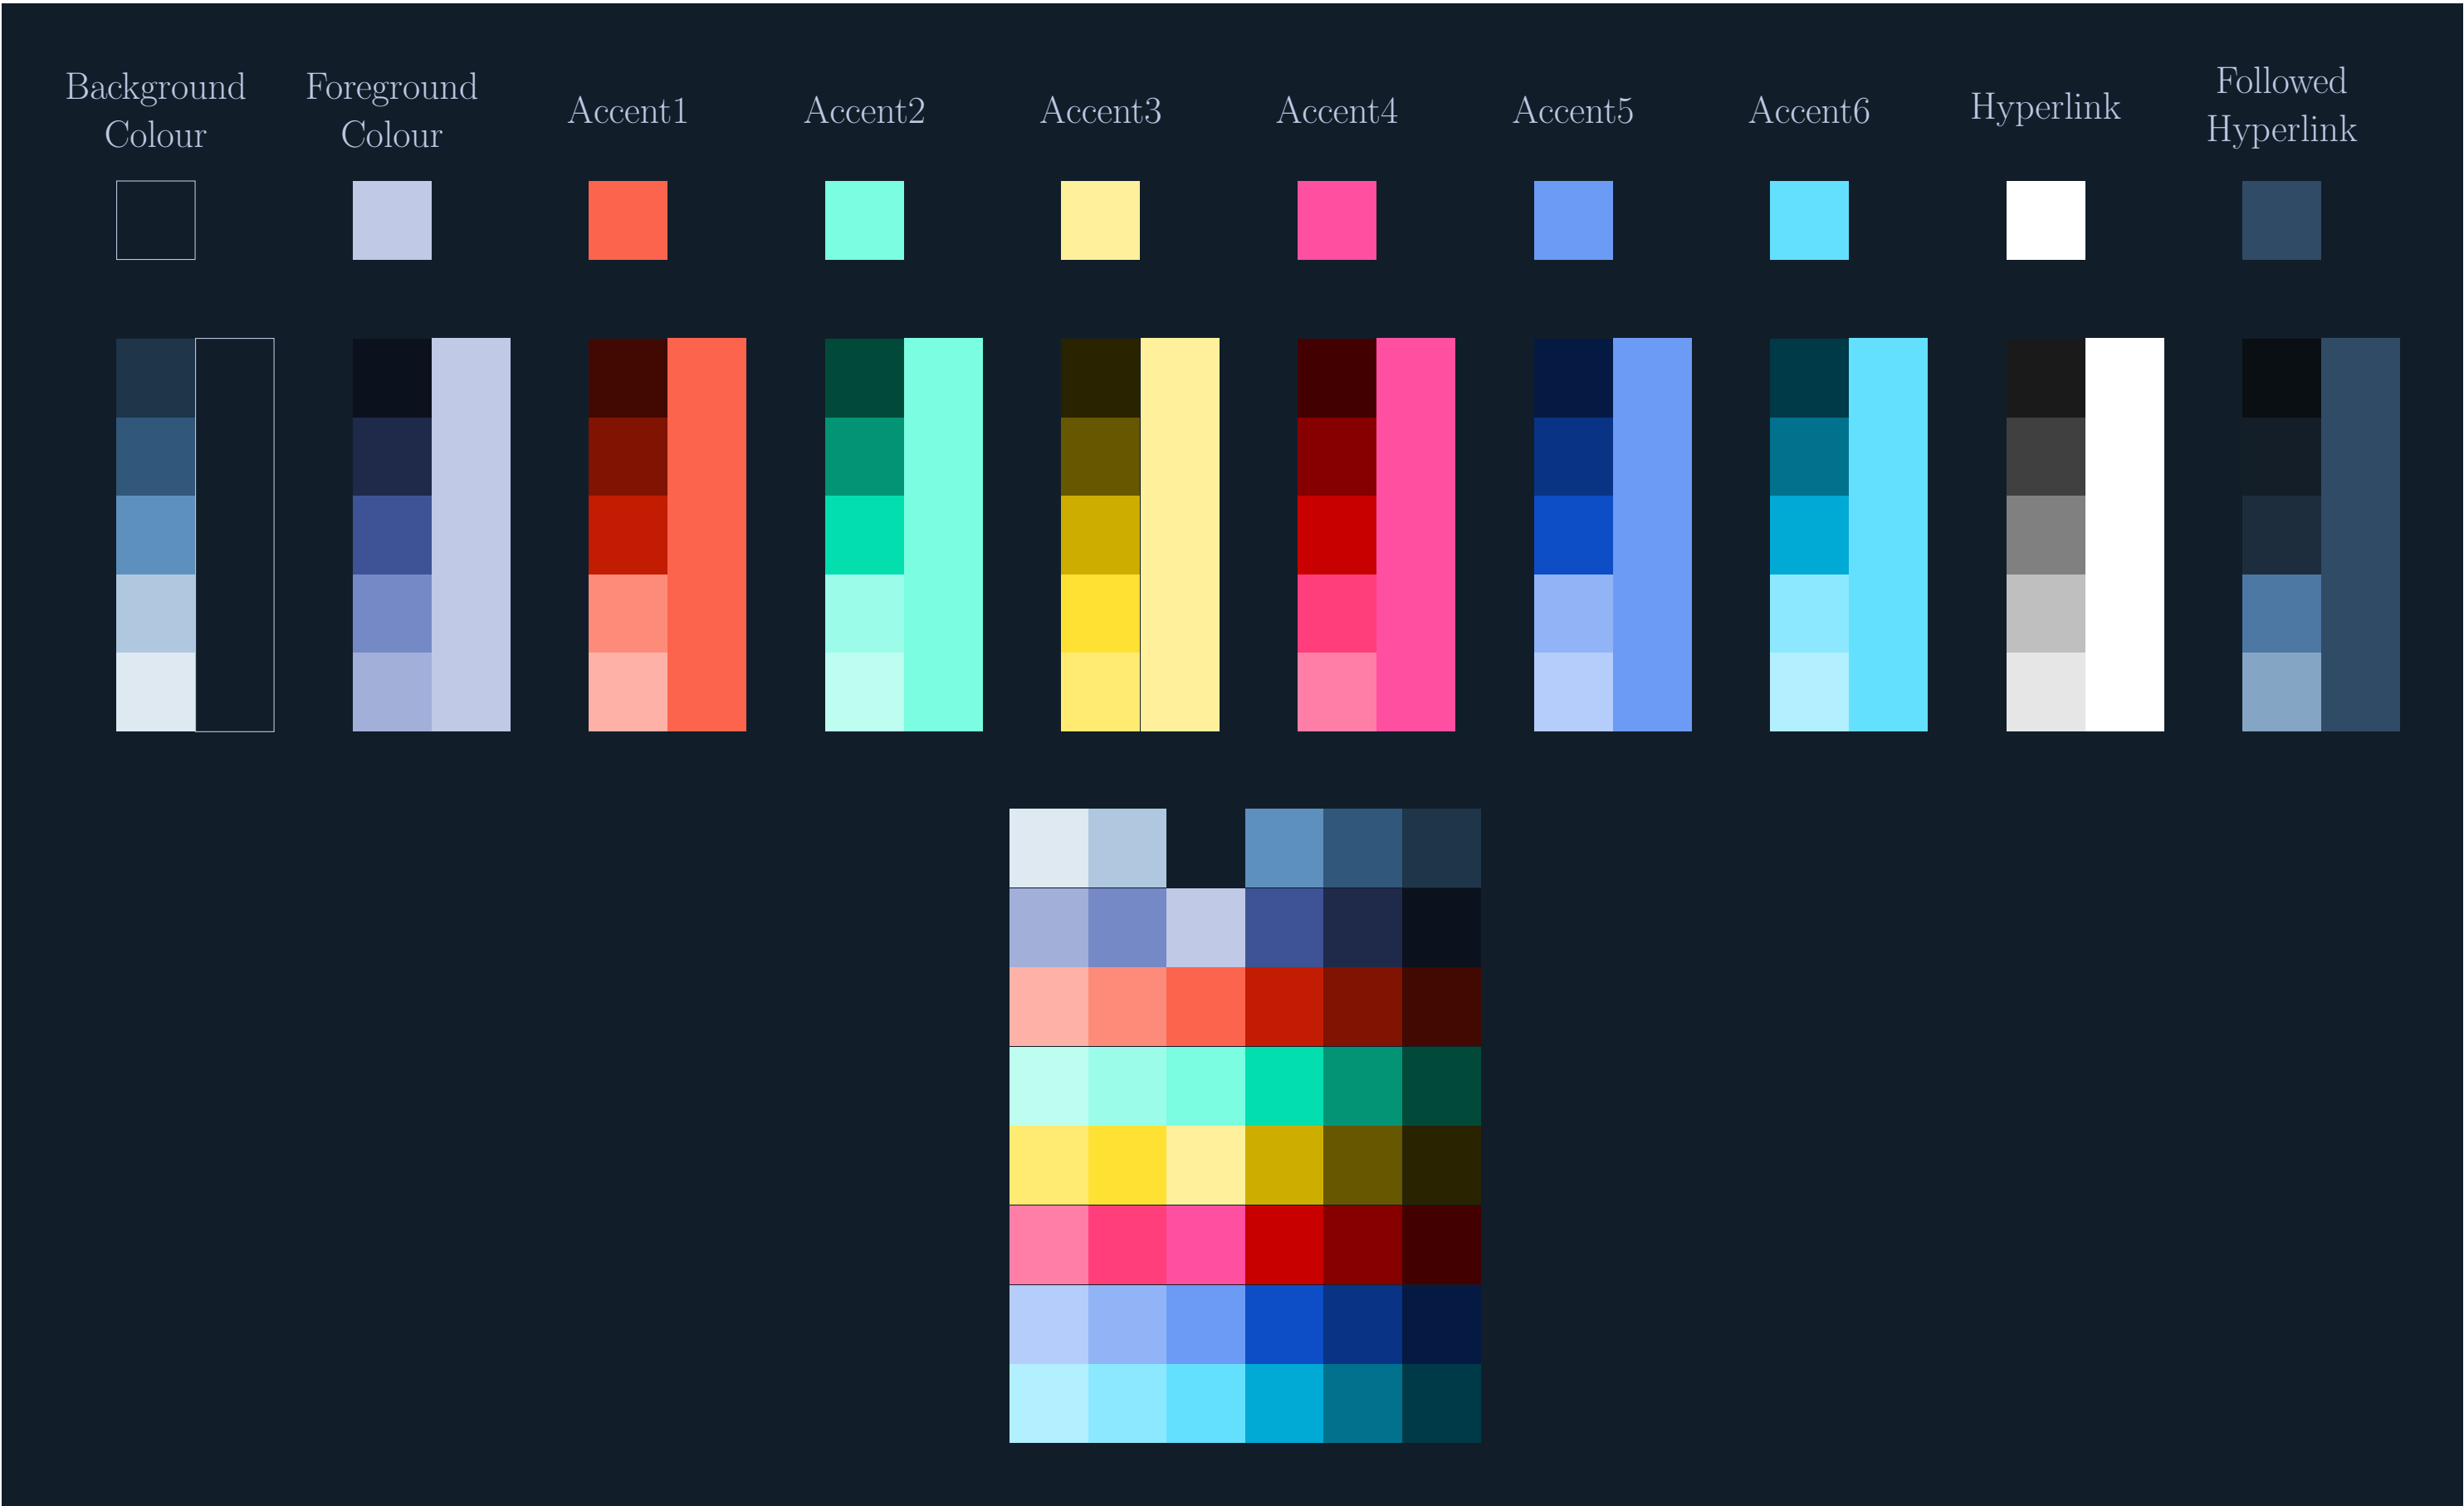 Background
Colour
Foreground
Colour
Accent1
Accent2
Accent3
Accent4
Accent5
Accent6
Hyperlink
Followed
Hyperlink